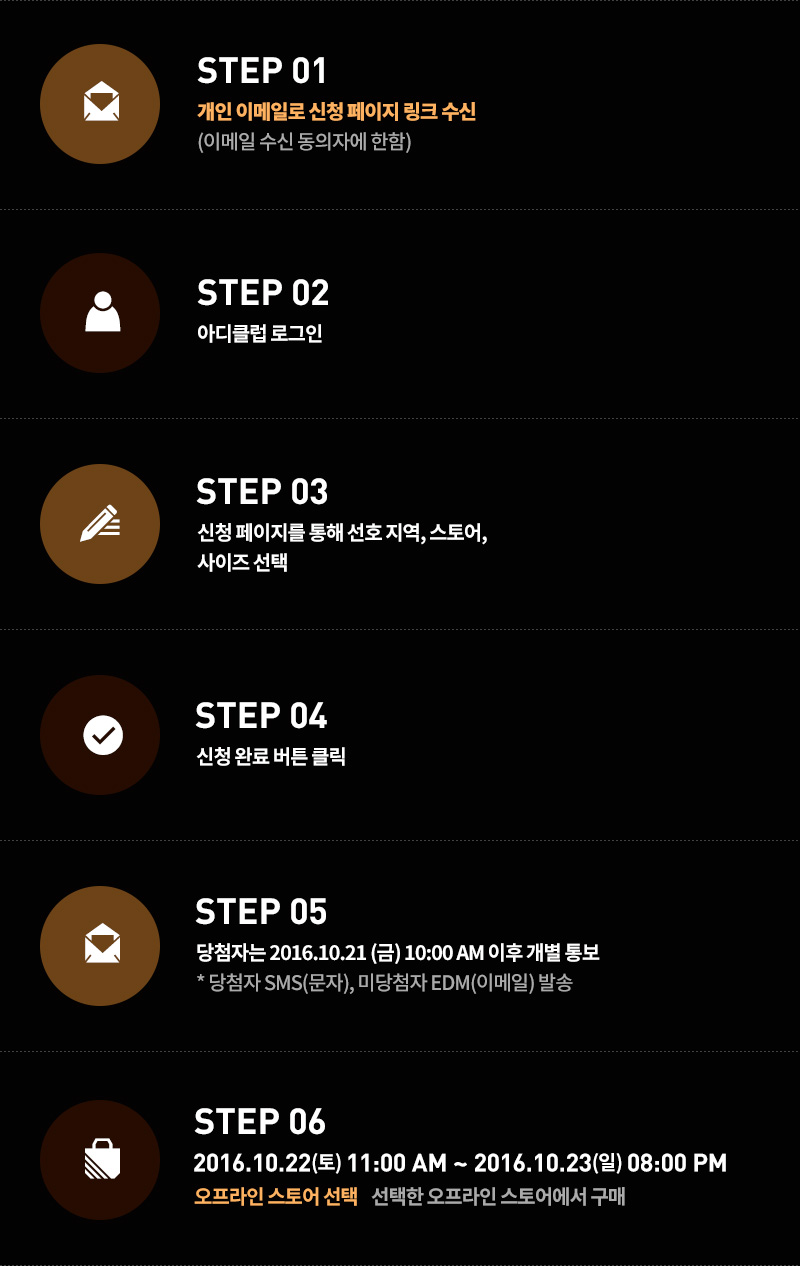 STEP 01
개인 이메일로 신청 페이지 링크 수신
(이메일 수신 동의자에 한함)
STEP 02
아디클럽 로그인
STEP 03
신청 페이지를 통해 선호 지역, 스토어,
사이즈 선택
STEP 04
신청 완료 버튼 클릭
STEP 05
당첨자는 2016.10.21 (금) 10:00 AM 이후 개별 통보
* 당첨자 SMS(문자), 미당첨자 EDM(이메일) 발송
STEP 06
2016.10.22(토) 11:00 AM ~ 2016.10.23(일) 08:00 PM
오프라인 스토어 선택 선택한 오프라인 스토어에서 구매